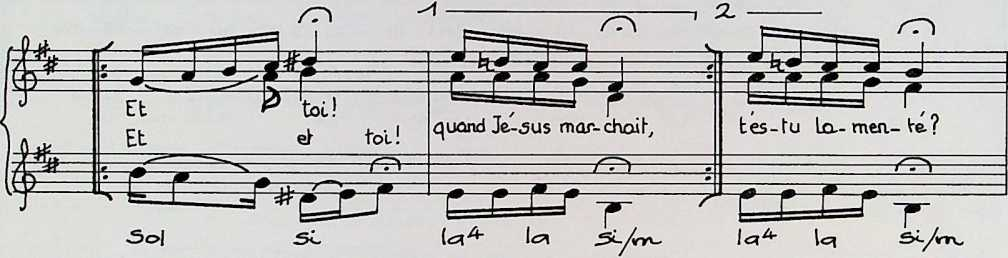 1 2
Et toi!
Et et toi! quand Jé-sus mar-chait, t'és-tu la-men-té?
sol si la4 la si/m la4 la si/m